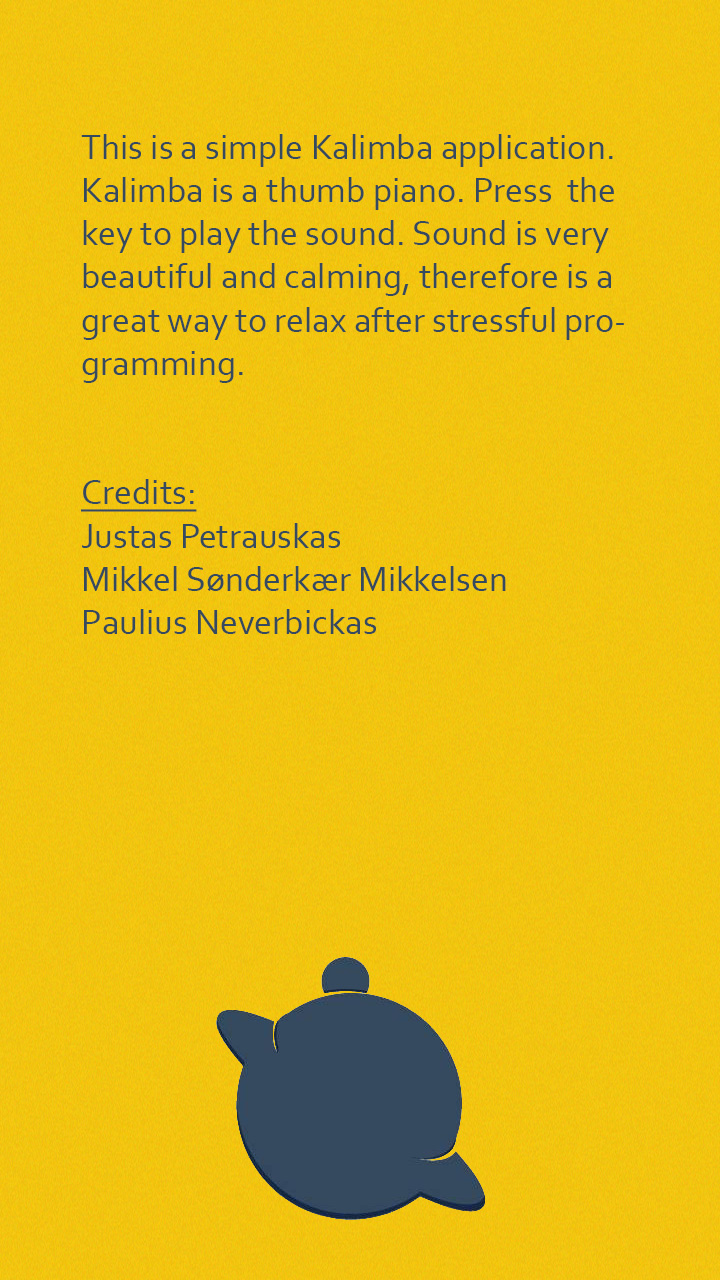 This is a simple Kalimba application.
Kalimba is a thumb piano. Press  the
key to play the sound. Sound is very
beautiful and calming, therefore is a
great way to relax after stressful pro-
gramming.
Credits:
Justas Petrauskas
Mikkel Sønderkær Mikkelsen
Paulius Neverbickas